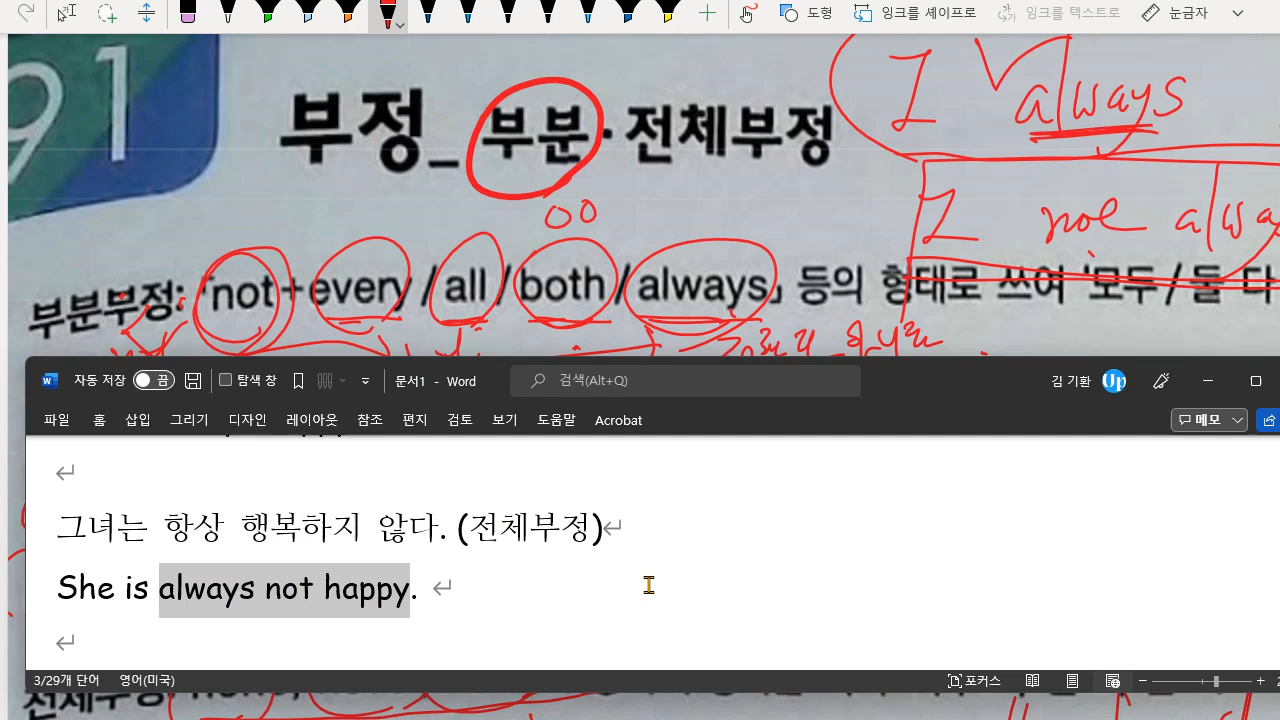 도형 잉크를 셰이프로 잉크를 텍스트로 눈금자
91 부정_ 부분·전체부정
I always
I not
부분부정: 「not+every / all / both / always」 등의 형태로 쓰여 '모두 / 둘 다
자동 저장 끔 탐색 창 문서1 - Word 검색(Alt+Q) 김 기환 Up
파일 홈 삽입 그리기 디자인 레이아웃 참조 편지 검토 보기 도움말 Acrobat 메모
그녀는 항상 행복하지 않다. (전체부정)
She is always not happy.
3/29개 단어 영어(미국) 포커스
전체부정: